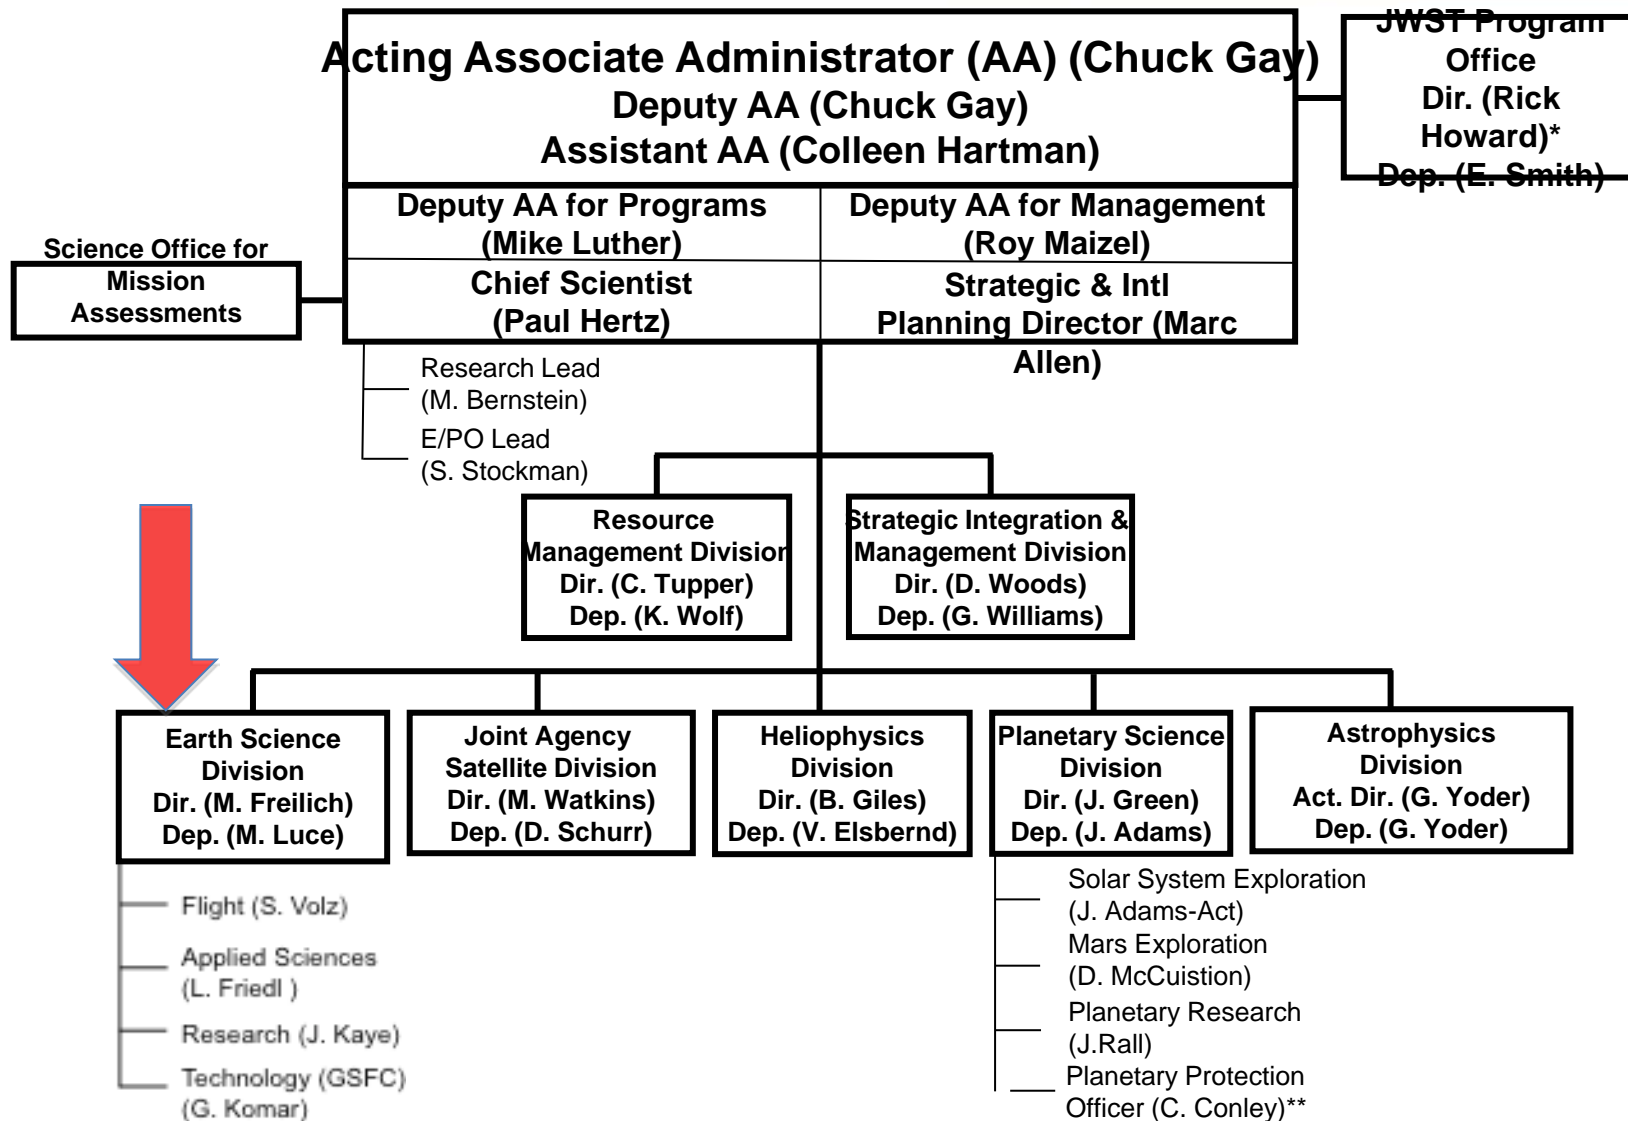 Acting Associate Administrator (AA) (Chuck Gay)
Deputy AA (Chuck Gay)
Assistant AA (Colleen Hartman)
JWST Program
Office
Dir. (Rick
Howard)*
Dep. (E. Smith)
Deputy AA for Programs
(Mike Luther)
Deputy AA for Management
(Roy Maizel)
Science Office for
Mission
Assessments
Chief Scientist
(Paul Hertz)
Strategic & Intl
Planning Director (Marc
Allen)
Research Lead
(M. Bernstein)
E/PO Lead
(S. Stockman)
Resource
Management Division
Dir. (C. Tupper)
Dep. (K. Wolf)
Strategic Integration &
Management Division
Dir. (D. Woods)
Dep. (G. Williams)
Earth Science
Division
Dir. (M. Freilich)
Dep. (M. Luce)
Joint Agency
Satellite Division
Dir. (M. Watkins)
Dep. (D. Schurr)
Heliophysics
Division
Dir. (B. Giles)
Dep. (V. Elsbernd)
Planetary Science
Division
Dir. (J. Green)
Dep. (J. Adams)
Astrophysics
Division
Act. Dir. (G. Yoder)
Dep. (G. Yoder)
Flight (S. Volz)
Applied Sciences
(L. Friedl )
Research (J. Kaye)
Technology (GSFC)
(G. Komar)
Solar System Exploration
(J. Adams-Act)
Mars Exploration
(D. McCuistion)
Planetary Research
(J.Rall)
Planetary Protection
Officer (C. Conley)**